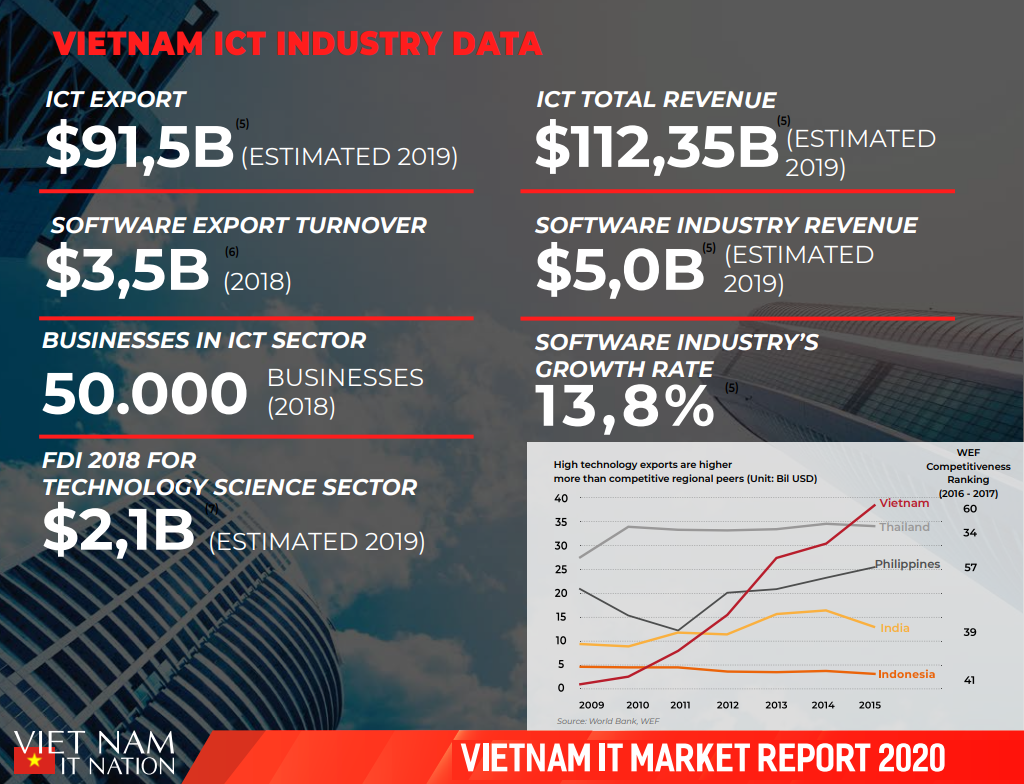 VIETNAM ICT INDUSTRY DATA
ICT EXPORT
$91,5B (5) (ESTIMATED 2019)
SOFTWARE EXPORT TURNOVER
$3,5B (6) (2018)
BUSINESSES IN ICT SECTOR
50.000 BUSINESSES
(2018)
FDI 2018 FOR
TECHNOLOGY SCIENCE SECTOR
$2,1B (7) (ESTIMATED 2019)
ICT TOTAL REVENUE
$112,35B (5) (ESTIMATED
2019)
SOFTWARE INDUSTRY REVENUE
$5,0B (5) (ESTIMATED
2019)
SOFTWARE INDUSTRY'S
GROWTH RATE
13,8% (5)
High technology exports are higher
more than competitive regional peers (Unit: Bil USD)
WEF
Competitiveness
Ranking
(2016 - 2017)
40
35
30
25
20
15
10
5
0
Vietnam 60
Thailand 34
Philippines 57
India 39
Indonesia 41
2009 2010 2011 2012 2013 2014 2015
Source: World Bank, WEF
VIET NAM
IT NATION
VIETNAM IT MARKET REPORT 2020